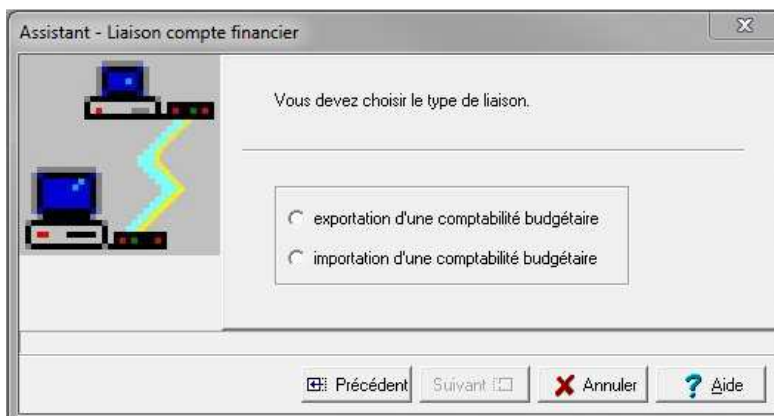 Assistant - Liaison compte financier
Vous devez choisir le type de liaison.
exportation d'une comptabilité budgétaire
importation d'une comptabilité budgétaire
Précédent Suivant Annuler Aide